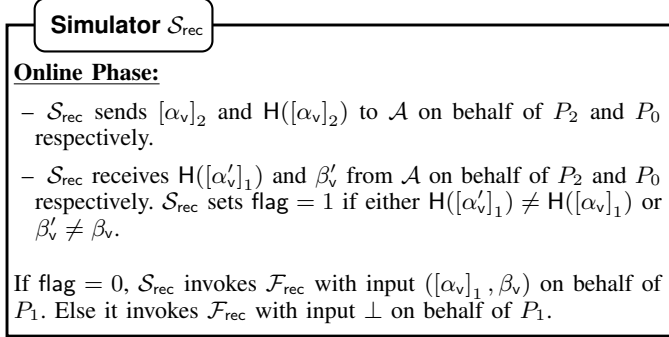 Simulator 𝒮_rec
Online Phase:
– 𝒮_rec sends [α_v]_2 and H([α_v]_2) to 𝒜 on behalf of P_2 and P_0
respectively.
– 𝒮_rec receives H([α′_v]_1) and β′_v from 𝒜 on behalf of P_2 and P_0
respectively. 𝒮_rec sets flag = 1 if either H([α′_v]_1) ≠ H([α_v]_1) or
β′_v ≠ β_v.
If flag = 0, 𝒮_rec invokes ℱ_rec with input ([α_v]_1, β_v) on behalf of
P_1. Else it invokes ℱ_rec with input ⊥ on behalf of P_1.